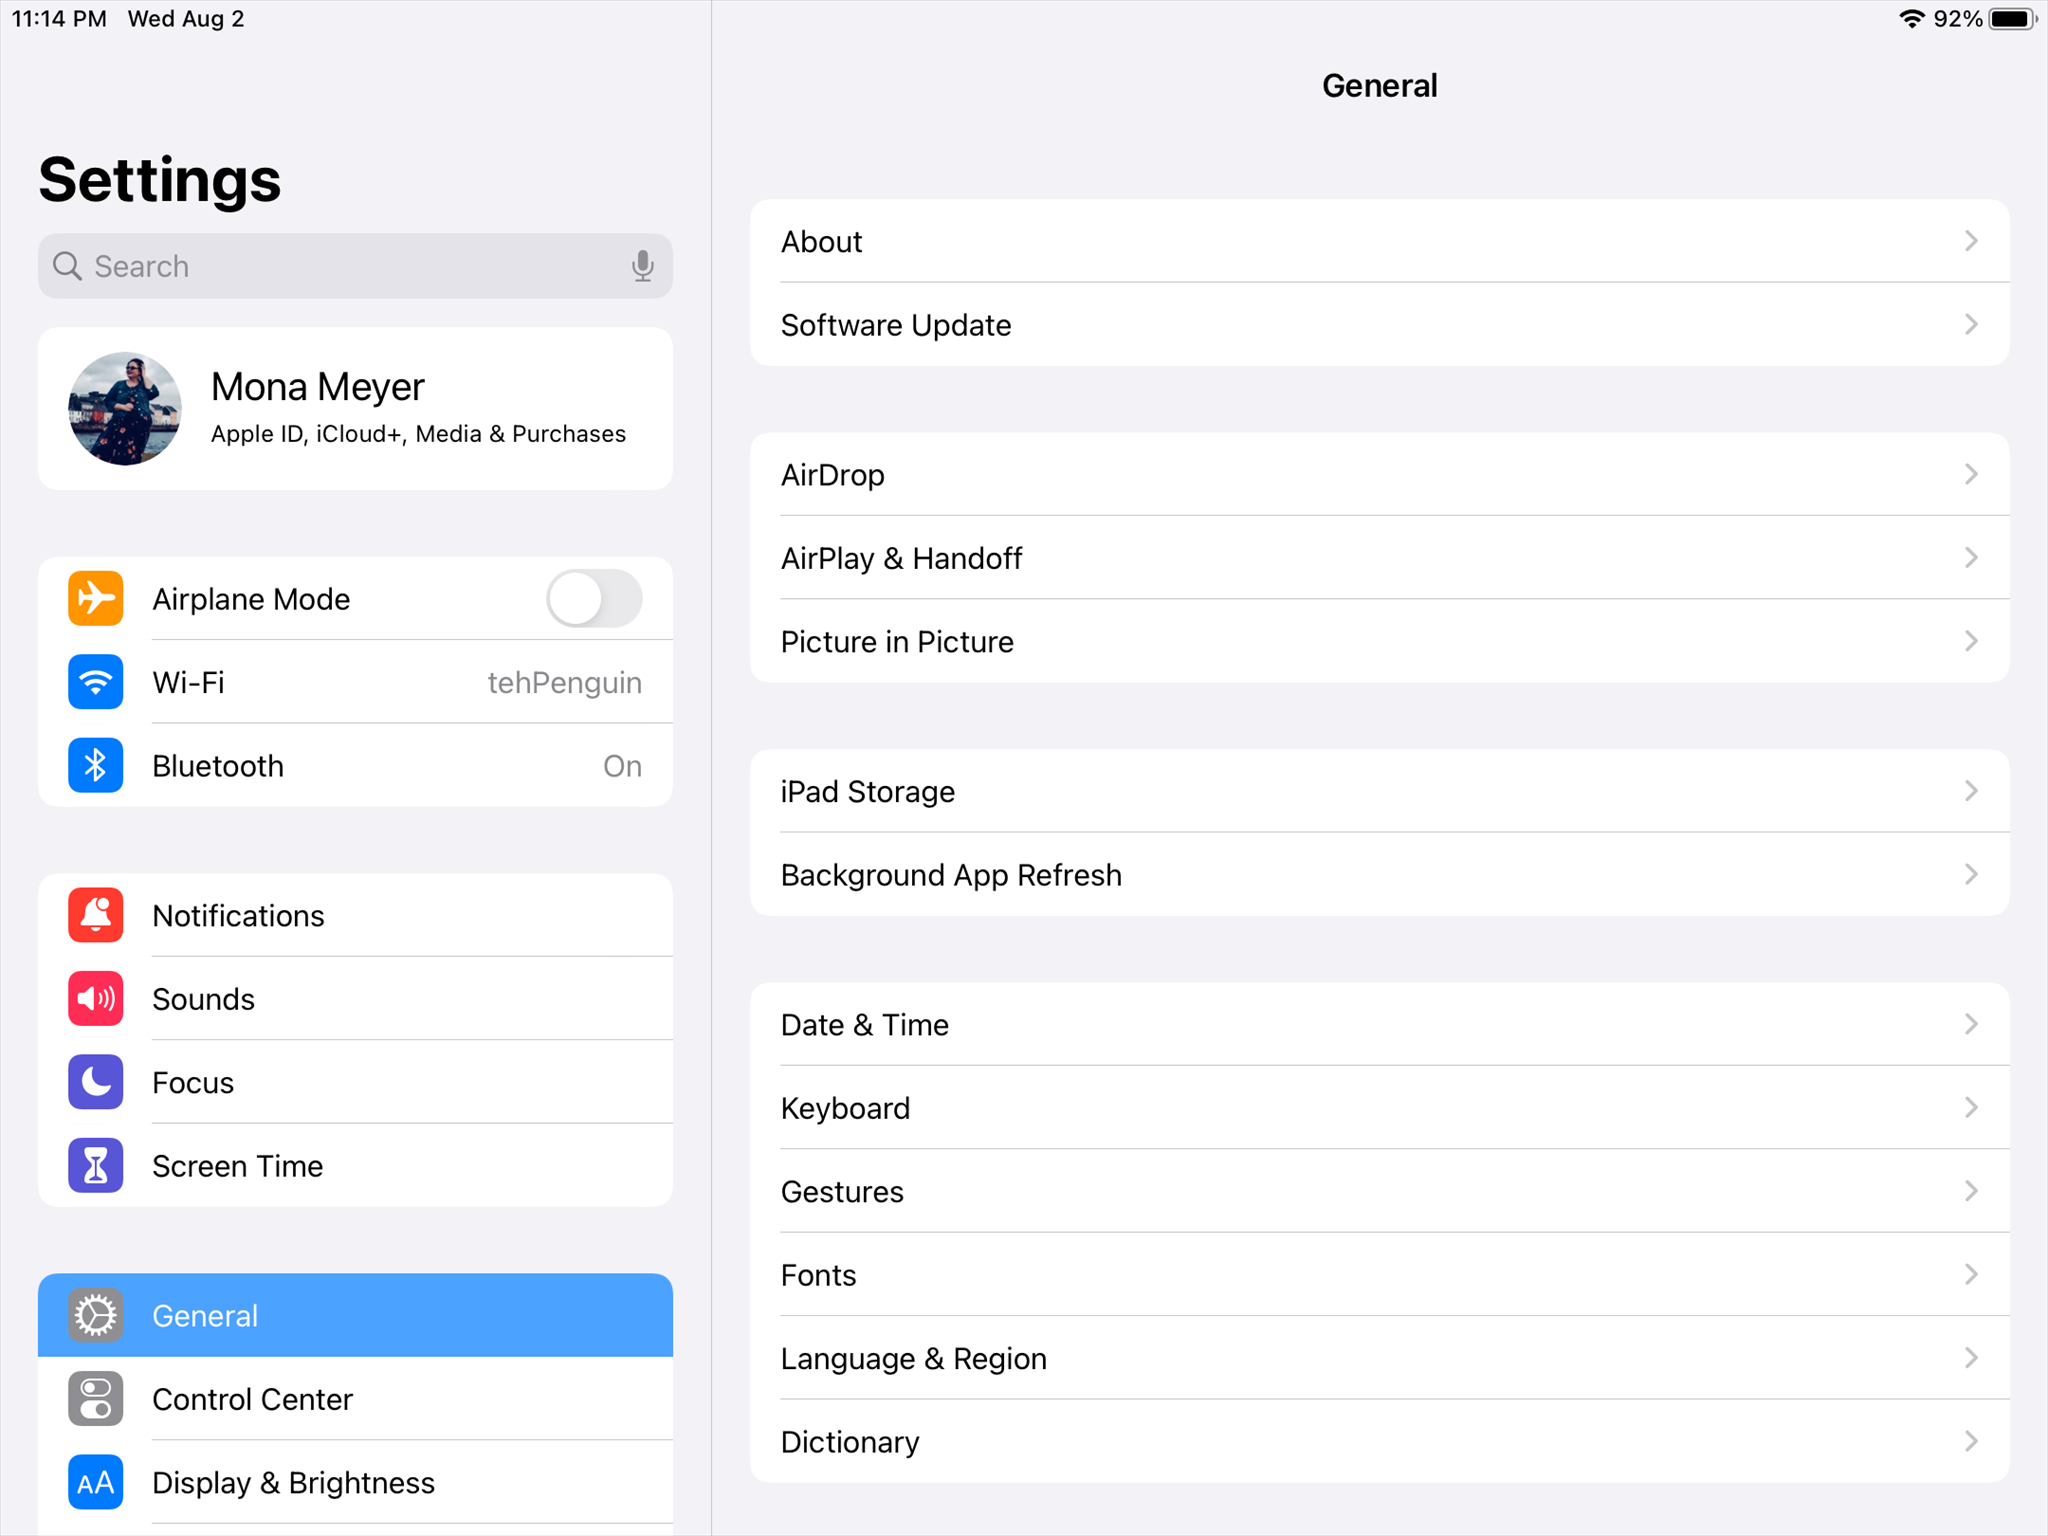 11:14 PM Wed Aug 2
92%
Settings
Search
Mona Meyer
Apple ID, iCloud+, Media & Purchases
Airplane Mode
Wi-Fi tehPenguin
Bluetooth On
Notifications
Sounds
Focus
Screen Time
General
Control Center
AA Display & Brightness
General
About
Software Update
AirDrop
AirPlay & Handoff
Picture in Picture
iPad Storage
Background App Refresh
Date & Time
Keyboard
Gestures
Fonts
Language & Region
Dictionary